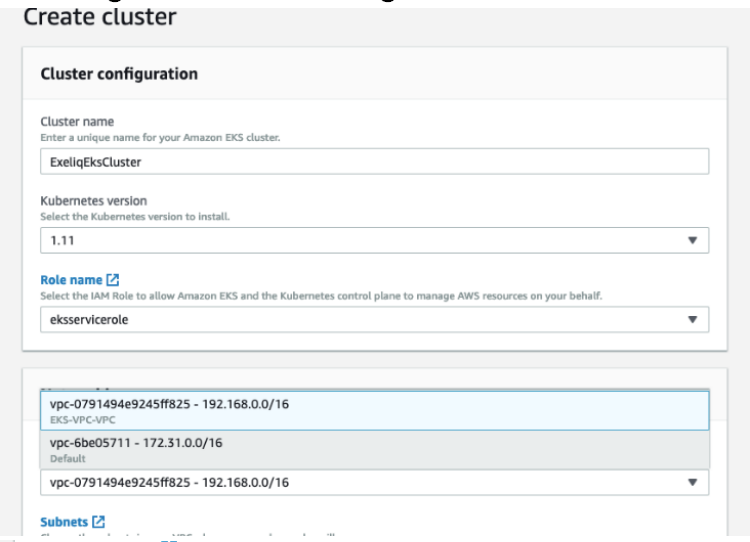 Create cluster
Cluster configuration
Cluster name
Enter a unique name for your Amazon EKS cluster.
ExeliqEksCluster
Kubernetes version
Select the Kubernetes version to install.
1.11
Role name
Select the IAM Role to allow Amazon EKS and the Kubernetes control plane to manage AWS resources on your behalf.
eksservicerole
vpc-0791494e9245ff825 - 192.168.0.0/16
EKS-VPC-VPC
vpc-6be05711 - 172.31.0.0/16
Default
vpc-0791494e9245ff825 - 192.168.0.0/16
Subnets